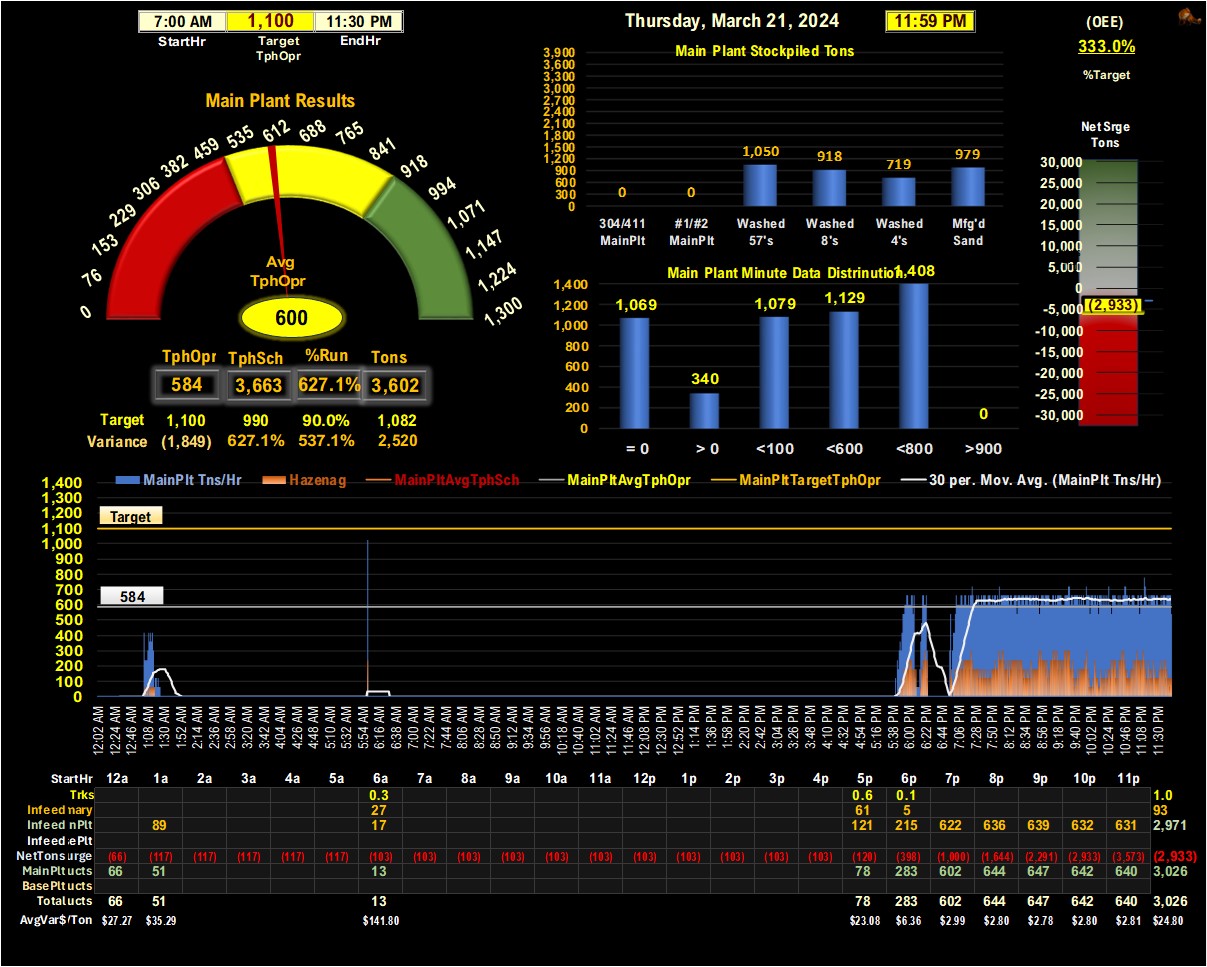 7:00 AM 1,100 11:30 PM
StartHr Target EndHr
TphOpr
Thursday, March 21, 2024 11:59 PM
(OEE)
333.0%
%Target
Main Plant Results
0 76 153 229 306 382 459 535 612 688 765 841 918 994 1,071 1,147 1,224 1,300
Avg
TphOpr
600
TphOpr TphSch %Run Tons
584 3,663 627.1% 3,602
Target 1,100 990 90.0% 1,082
Variance (1,849) 627.1% 537.1% 2,520
Main Plant Stockpiled Tons
3,900
3,600
3,300
3,000
2,700
2,400
2,100
1,800
1,500
1,200
900
600
300
0
0 0 1,050 918 719 979
304/411 #1/#2 Washed Washed Washed Mfg'd
MainPlt MainPlt 57's 8's 4's Sand
Main Plant Minute Data Distrinution
1,400
1,200
1,000
800
600
400
200
0
1,069 340 1,079 1,129 1,408 0
= 0 > 0 <100 <600 <800 >900
Net Srge
Tons
30,000
25,000
20,000
15,000
10,000
5,000
0
-5,000
-10,000
-15,000
-20,000
-25,000
-30,000
(2,933)
MainPlt Tns/Hr Hazenag MainPltAvgTphSch MainPltAvgTphOpr MainPltTargetTphOpr 30 per. Mov. Avg. (MainPlt Tns/Hr)
1,400
1,300
1,200
1,100
1,000
900
800
700
600
500
400
300
200
100
0
Target
584
12:02 AM 12:24 AM 12:46 AM 1:08 AM 1:30 AM 1:52 AM 2:14 AM 2:36 AM 2:58 AM 3:20 AM 3:42 AM 4:04 AM 4:26 AM 4:48 AM 5:10 AM 5:32 AM 5:54 AM 6:16 AM 6:38 AM 7:00 AM 7:22 AM 7:44 AM 8:06 AM 8:28 AM 8:50 AM 9:12 AM 9:34 AM 9:56 AM 10:18 AM 10:40 AM 11:02 AM 11:24 AM 11:46 AM 12:08 PM 12:30 PM 12:52 PM 1:14 PM 1:36 PM 1:58 PM 2:20 PM 2:42 PM 3:04 PM 3:26 PM 3:48 PM 4:10 PM 4:32 PM 4:54 PM 5:16 PM 5:38 PM 6:00 PM 6:22 PM 6:44 PM 7:06 PM 7:28 PM 7:50 PM 8:12 PM 8:34 PM 8:56 PM 9:18 PM 9:40 PM 10:02 PM 10:24 PM 10:46 PM 11:08 PM 11:30 PM
StartHr 12a 1a 2a 3a 4a 5a 6a 7a 8a 9a 10a 11a 12p 1p 2p 3p 4p 5p 6p 7p 8p 9p 10p 11p
Trks 0.3 0.6 0.1 1.0
Infeed nary 27 61 5 93
Infeed nPlt 89 17 121 215 622 636 639 632 631 2,971
Infeed ePlt
NetTons urge (66) (117) (117) (117) (117) (117) (103) (103) (103) (103) (103) (103) (103) (103) (103) (103) (103) (120) (398) (1,000) (1,644) (2,291) (2,933) (3,573) (2,933)
MainPlt ucts 66 51 13 78 283 602 644 647 642 640 3,026
BasePlt ucts
Total ucts 66 51 13 78 283 602 644 647 642 640 3,026
AvgVar$/Ton $27.27 $35.29 $141.80 $23.08 $6.36 $2.99 $2.80 $2.78 $2.80 $2.81 $24.80